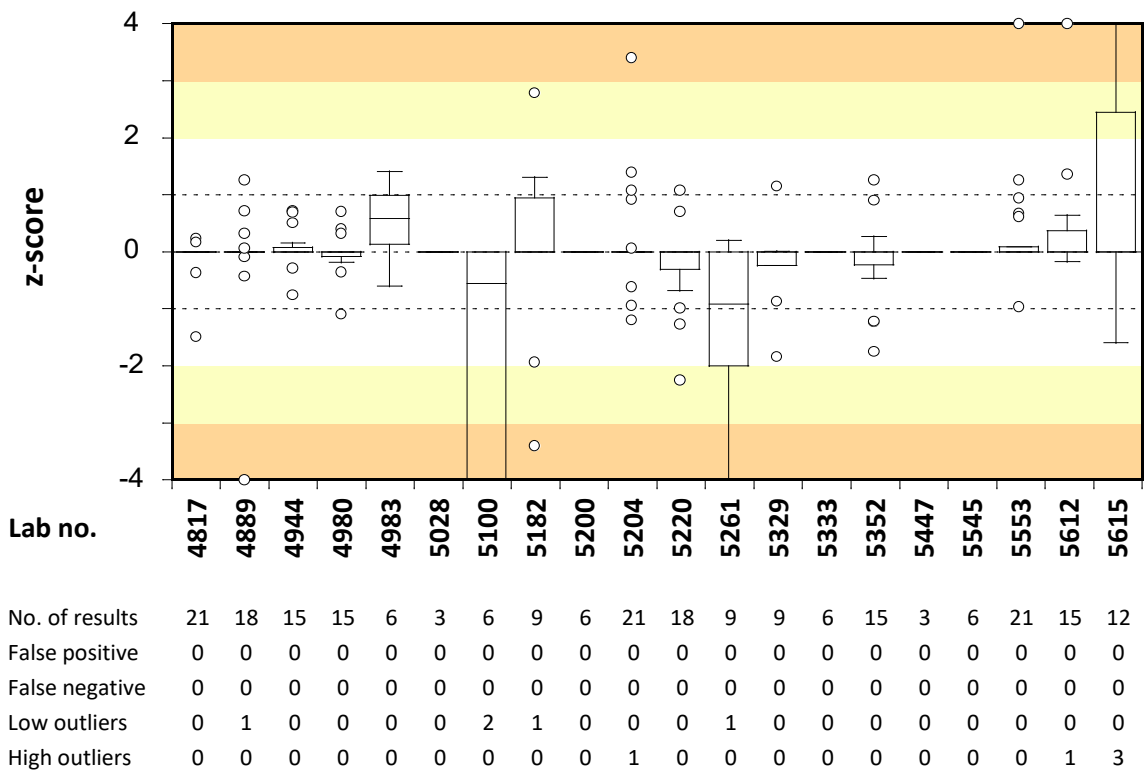 4
2
0
-2
-4
z-score
Lab no. 4817 4889 4944 4980 4983 5028 5100 5182 5200 5204 5220 5261 5329 5333 5352 5447 5545 5553 5612 5615
No. of results 21 18 15 15 6 3 6 9 6 21 18 9 9 6 15 3 6 21 15 12
False positive 0 0 0 0 0 0 0 0 0 0 0 0 0 0 0 0 0 0 0 0
False negative 0 0 0 0 0 0 0 0 0 0 0 0 0 0 0 0 0 0 0 0
Low outliers 0 1 0 0 0 0 2 1 0 0 0 1 0 0 0 0 0 0 0 0
High outliers 0 0 0 0 0 0 0 0 0 1 0 0 0 0 0 0 0 0 1 3